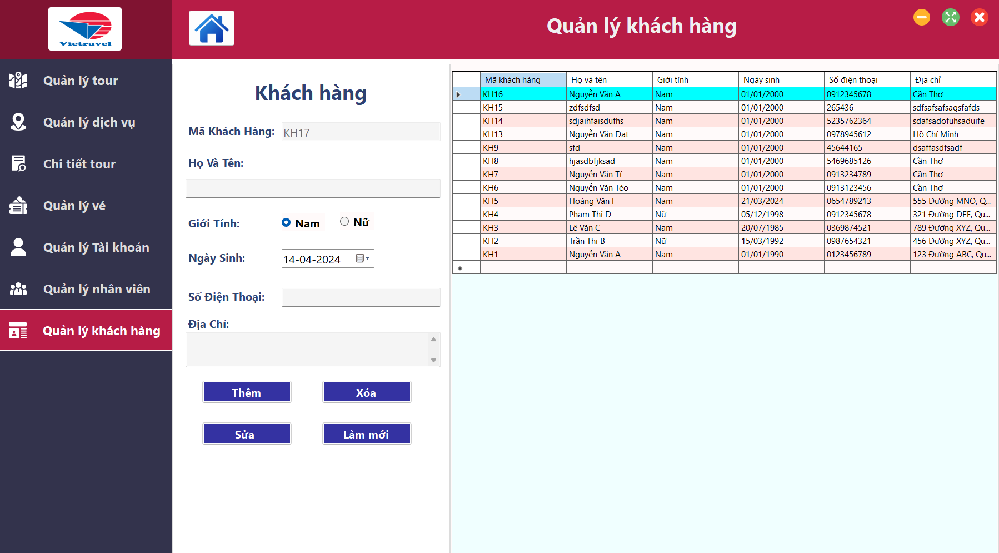 Vietravel
Quản lý khách hàng
Quản lý tour
Quản lý dịch vụ
Chi tiết tour
Quản lý vé
Quản lý Tài khoản
Quản lý nhân viên
Quản lý khách hàng
Khách hàng
Mã Khách Hàng: KH17
Họ Và Tên:
Giới Tính: Nam Nữ
Ngày Sinh: 14-04-2024
Số Điện Thoại:
Địa Chỉ:
Thêm Xóa
Sửa Làm mới
Mã khách hàng Họ và tên Giới tính Ngày sinh Số điện thoại Địa chỉ
KH16 Nguyễn Văn A Nam 01/01/2000 0912345678 Cần Thơ
KH15 zdfsdfsd Nam 01/01/2000 265436 sdfsafsafsagsfafds
KH14 sdjaihfaisdufhs Nam 01/01/2000 5235762364 sdafsadofuhsaduife
KH13 Nguyễn Văn Đạt Nam 01/01/2000 0978945612 Hồ Chí Minh
KH9 sfd Nam 01/01/2000 45644165 dsaffasdfsadf
KH8 hjasdbfjksad Nam 01/01/2000 5469685126 Cần Thơ
KH7 Nguyễn Văn Tí Nam 01/01/2000 0913234789 Cần Thơ
KH6 Nguyễn Văn Tèo Nam 01/01/2000 0913123456 Cần Thơ
KH5 Hoàng Văn F Nam 21/03/2024 0654789213 555 Đường MNO, Q...
KH4 Phạm Thị D Nữ 05/12/1998 0912345678 321 Đường DEF, Qu...
KH3 Lê Văn C Nam 20/07/1985 0369874521 789 Đường XYZ, Qu...
KH2 Trần Thị B Nữ 15/03/1992 0987654321 456 Đường XYZ, Qu...
KH1 Nguyễn Văn A Nam 01/01/1990 0123456789 123 Đường ABC, Qu...